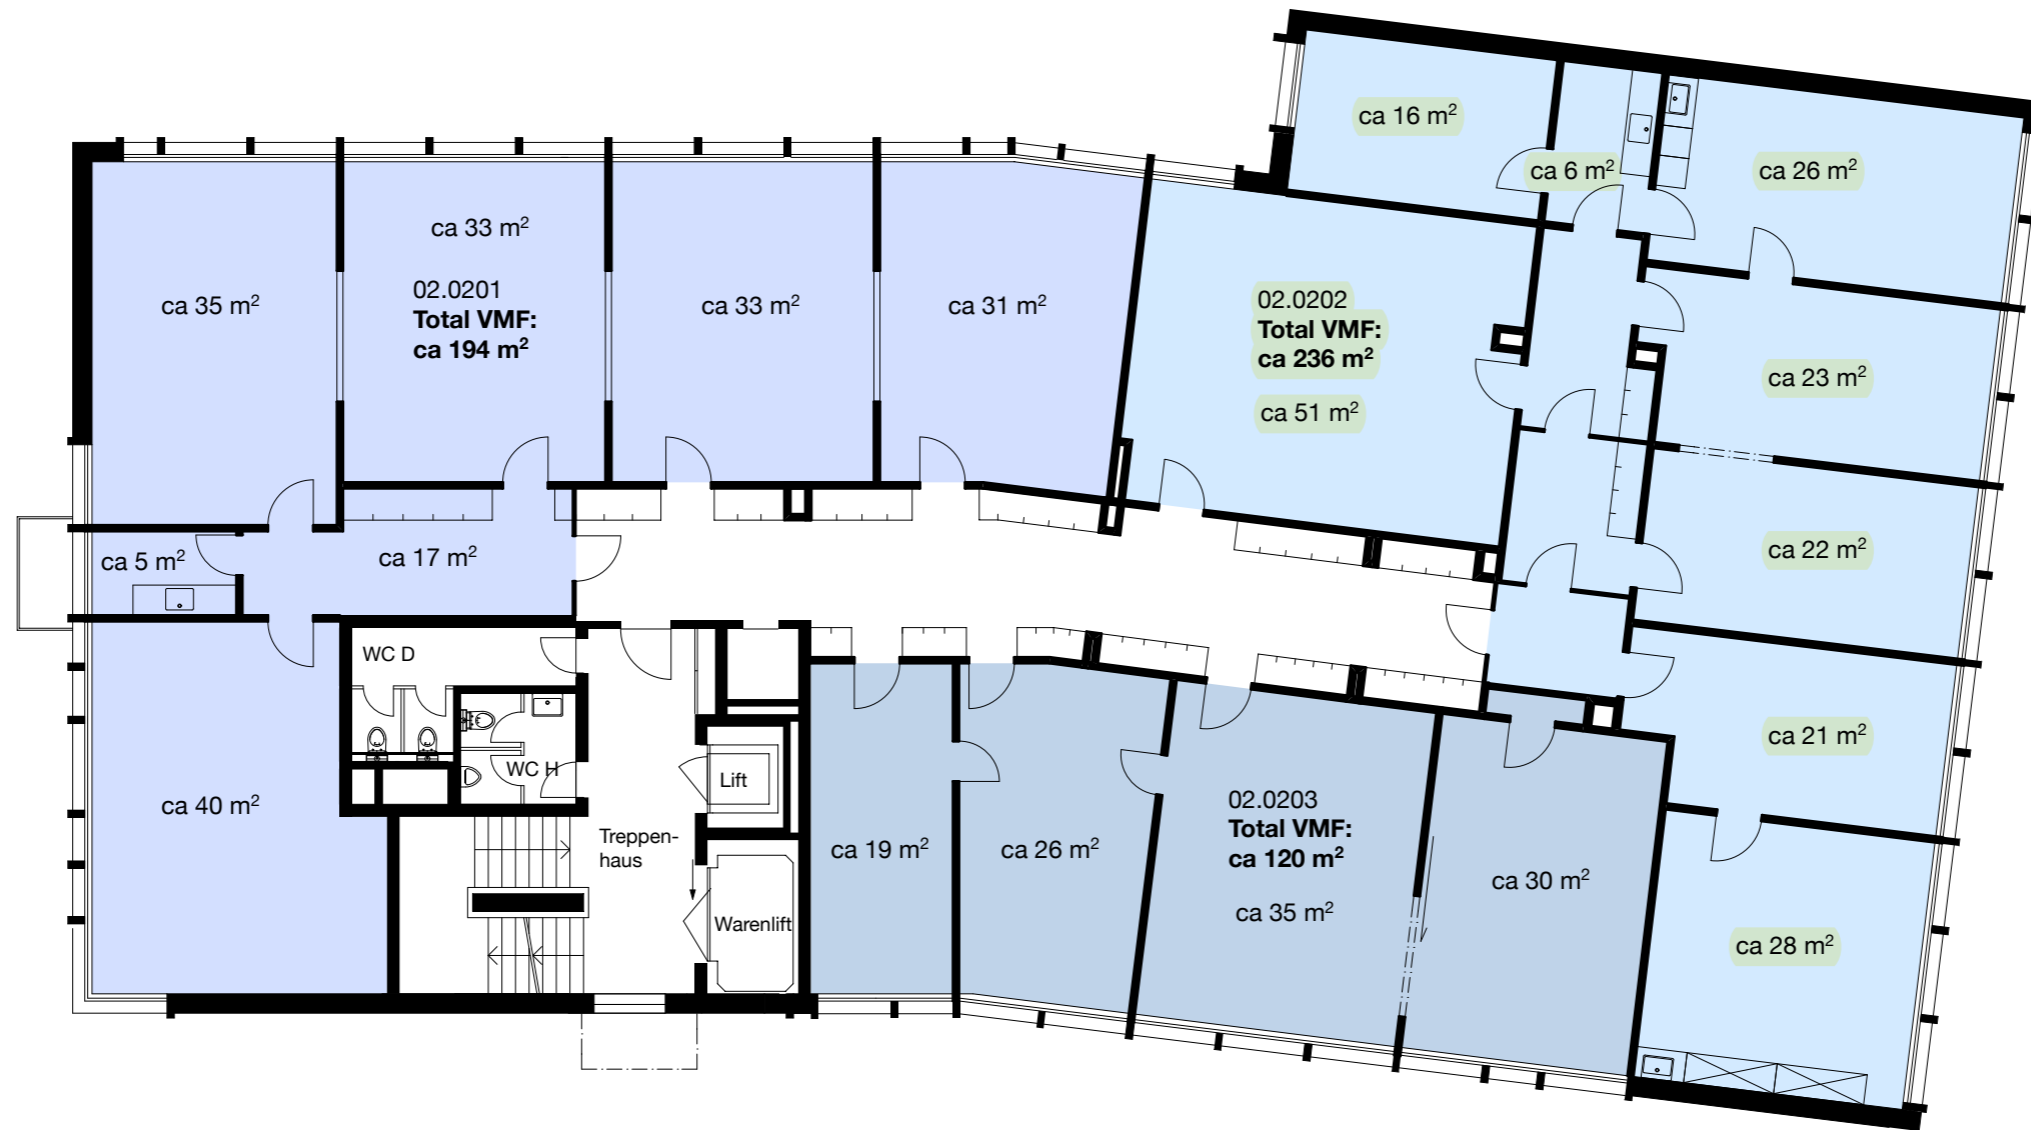 ca 16 m²
ca 6 m²
ca 26 m²
ca 33 m²
02.0201
Total VMF:
ca 194 m²
ca 35 m²
ca 33 m²
ca 31 m²
02.0202
Total VMF:
ca 236 m²
ca 51 m²
ca 23 m²
ca 5 m²
ca 17 m²
ca 22 m²
WC D
WC H
ca 21 m²
Lift
ca 40 m²
Treppen-
haus
Warenlift
ca 19 m²
ca 26 m²
02.0203
Total VMF:
ca 120 m²
ca 35 m²
ca 30 m²
ca 28 m²